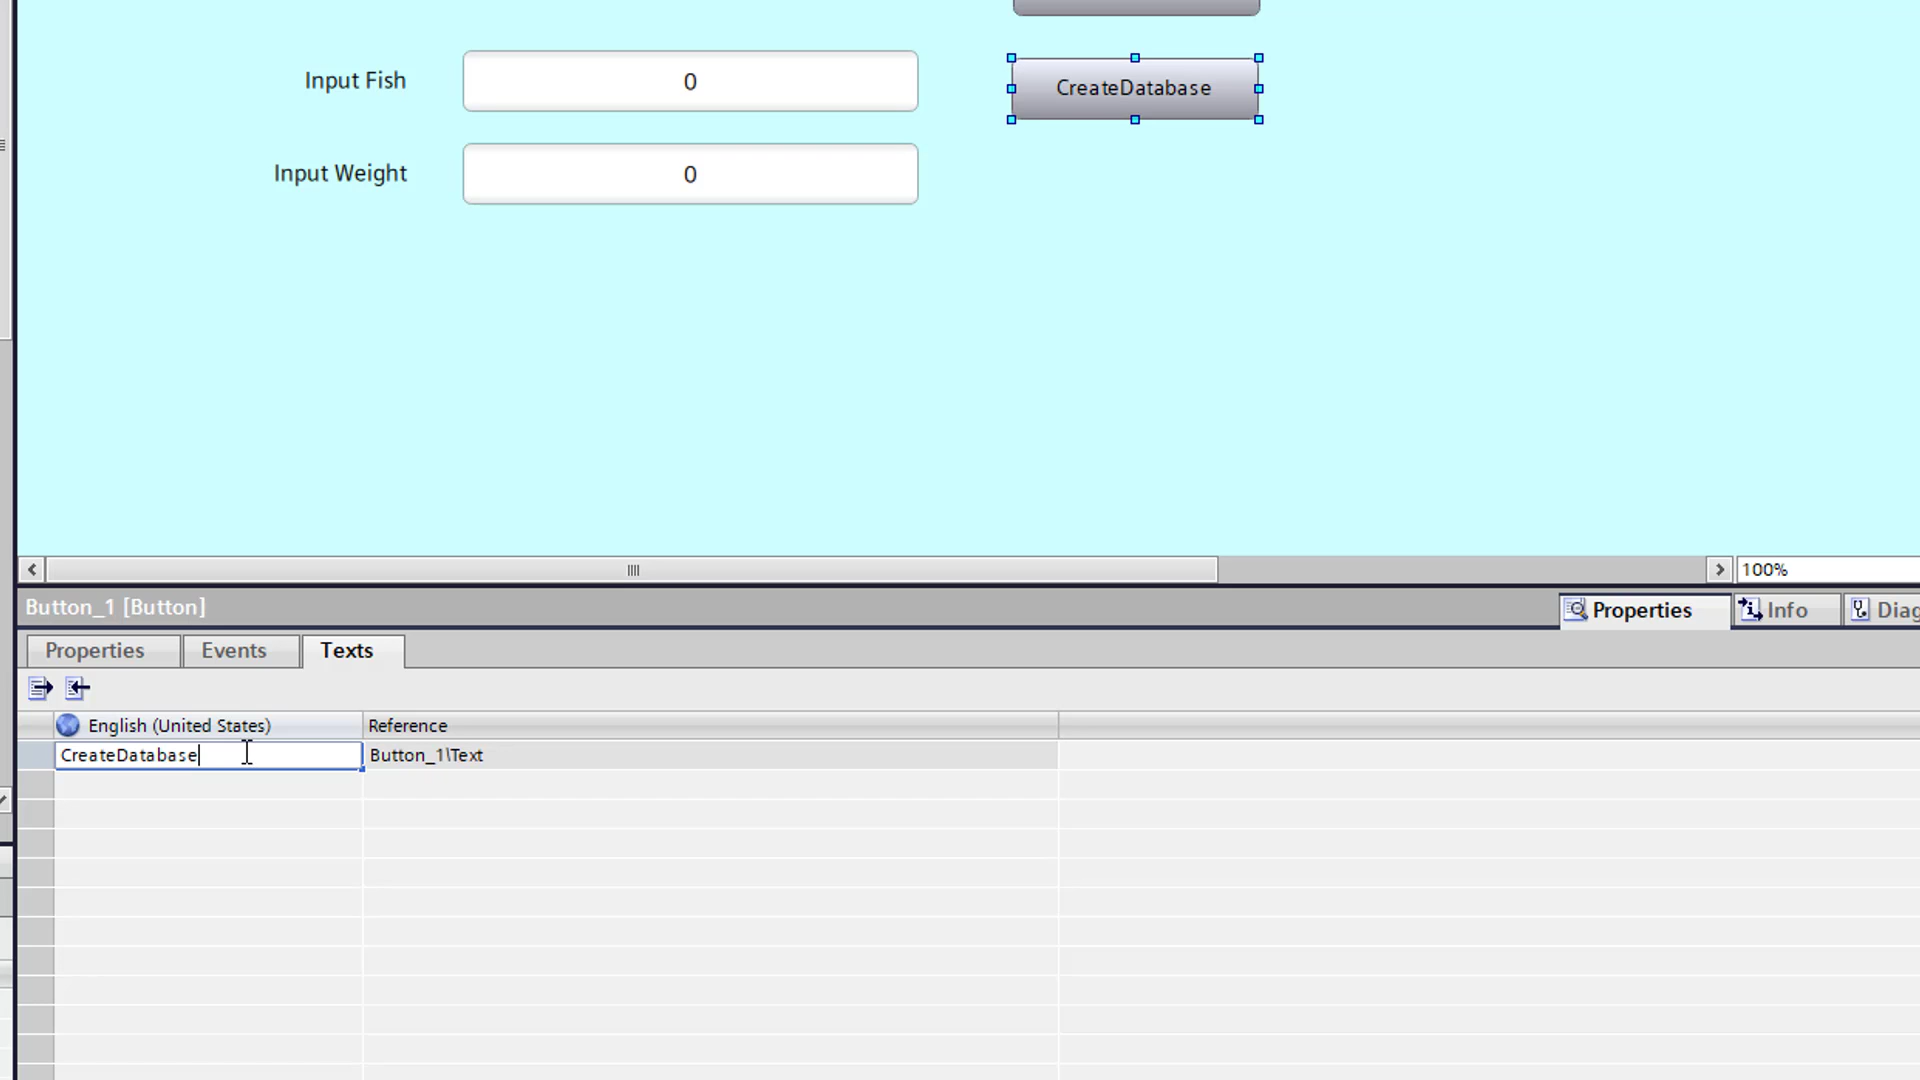 Input Fish
0
CreateDatabase
Input Weight
0
100%
Button_1 [Button]
Properties
Info
Properties
Events
Texts
English (United States)
Reference
CreateDatabase
Button_1\Text